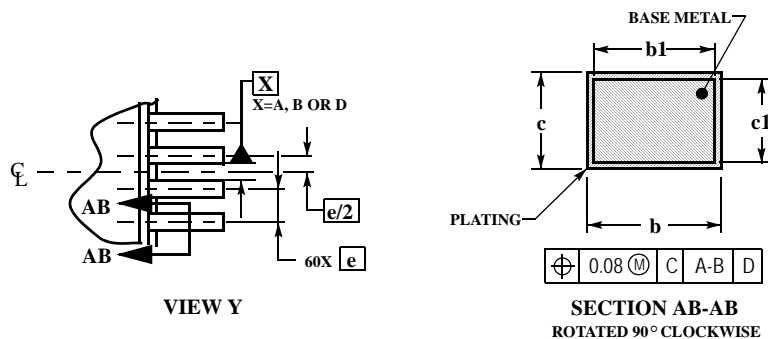 X
X=A, B OR D
℄
AB
AB
e/2
60X e
VIEW Y
BASE METAL
b1
c
c1
PLATING
b
⌖ 0.08 Ⓜ C A-B D
SECTION AB-AB
ROTATED 90° CLOCKWISE